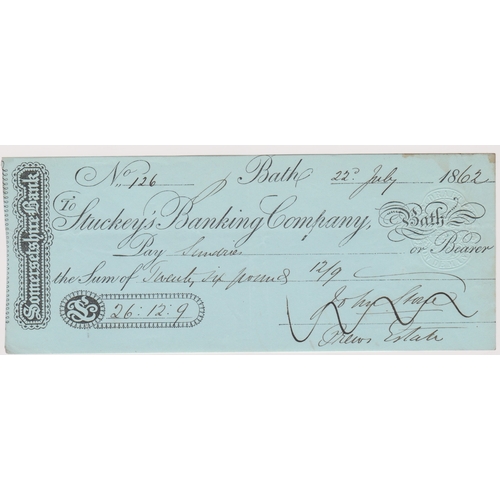 Somersetshire Bank
No. 126 Bath 22d July 1862
To Stuckey's Banking Company, Bath
Pay Sundries or Bearer
the Sum of Twenty six pounds 12/9
£ 26:12:9
Estate